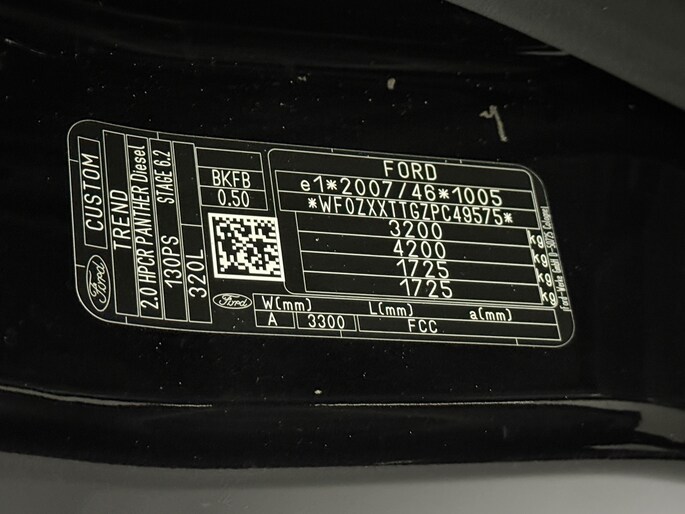 CUSTOM
TREND
2.0 HPCR PANTHER Diesel
130PS STAGE 6.2
320L
Ford
BKFB
0.50
Ford
FORD
e1*2007/46*1005
*WF0ZXXTTGZPC49575*
3200 kg
4200 kg
1725 kg
1725 kg
W(mm) L(mm) a(mm)
A 3300 FCC